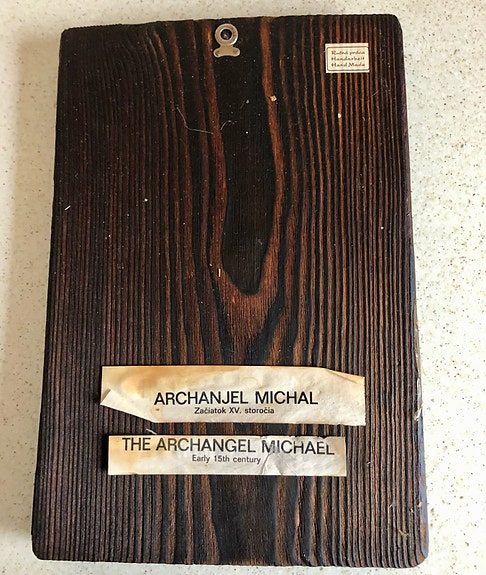 Ručná práca
Handarbeit
Hand Made
ARCHANJEL MICHAL
Začiatok XV. storočia
THE ARCHANGEL MICHAEL
Early 15th century